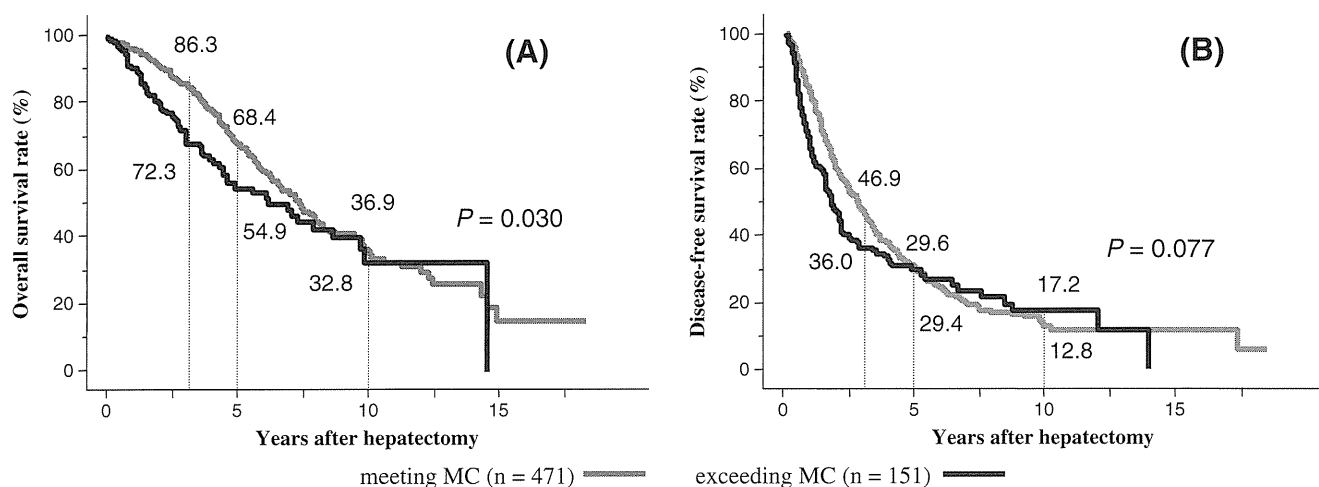 (A)
Overall survival rate (%)
100
80
60
40
20
0
86.3
68.4
72.3
54.9
36.9
32.8
P = 0.030
0 5 10 15
Years after hepatectomy
(B)
Disease-free survival rate (%)
100
80
60
40
20
0
46.9
36.0
29.6
29.4
17.2
12.8
P = 0.077
0 5 10 15
Years after hepatectomy
meeting MC (n = 471)
exceeding MC (n = 151)